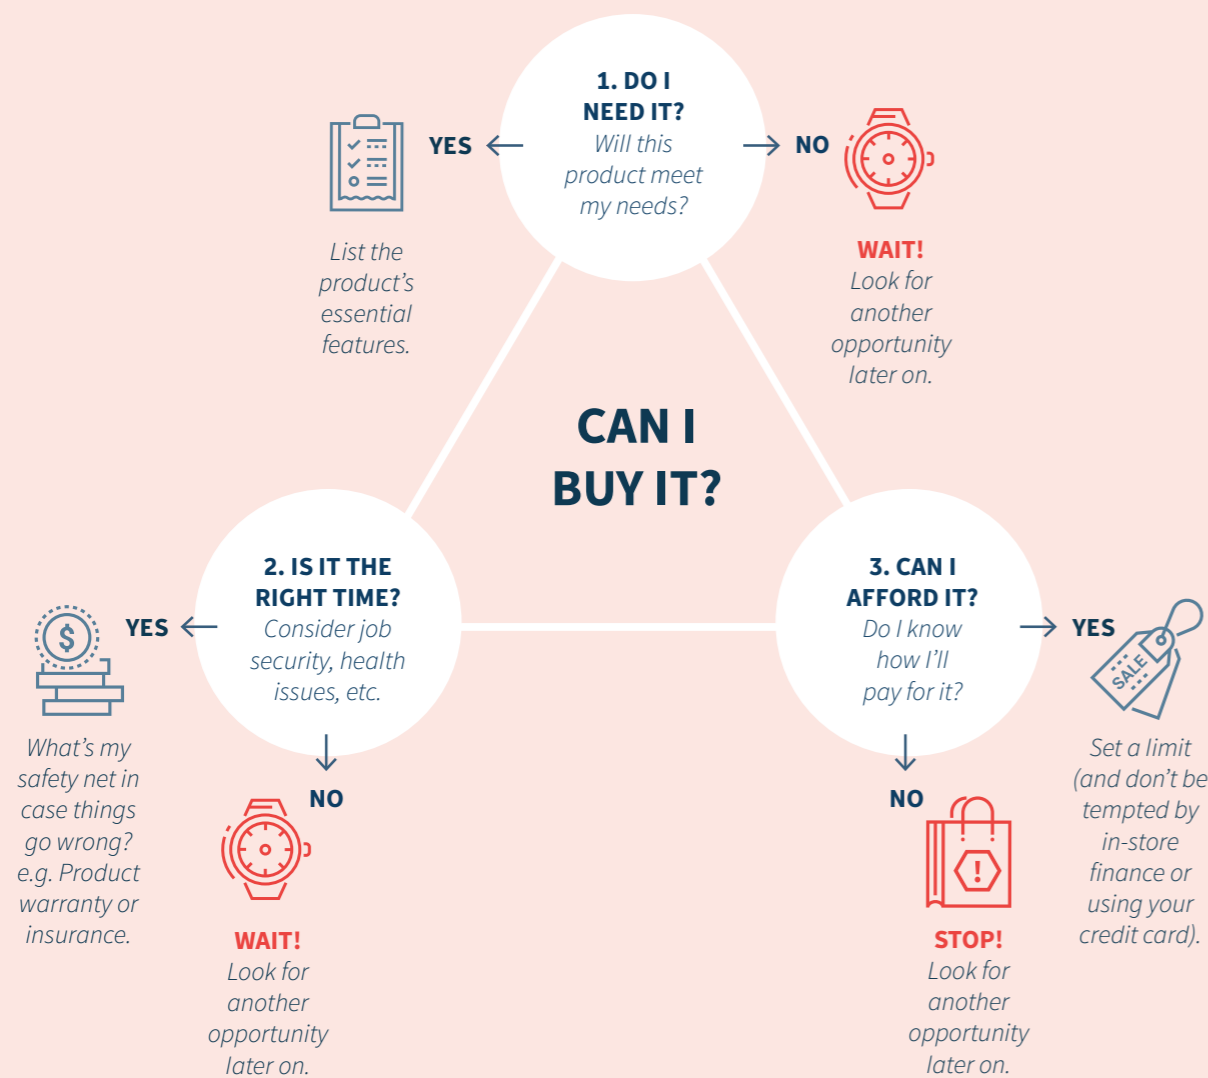 1. DO I
NEED IT?
Will this
product meet
my needs?
YES
List the
product's
essential
features.
NO
WAIT!
Look for
another
opportunity
later on.
CAN I
BUY IT?
2. IS IT THE
RIGHT TIME?
Consider job
security, health
issues, etc.
YES
$
What's my
safety net in
case things
go wrong?
e.g. Product
warranty or
insurance.
NO
WAIT!
Look for
another
opportunity
later on.
3. CAN I
AFFORD IT?
Do I know
how I'll
pay for it?
YES
SALE
Set a limit
(and don't be
tempted by
in-store
finance or
using your
credit card).
NO
!
STOP!
Look for
another
opportunity
later on.